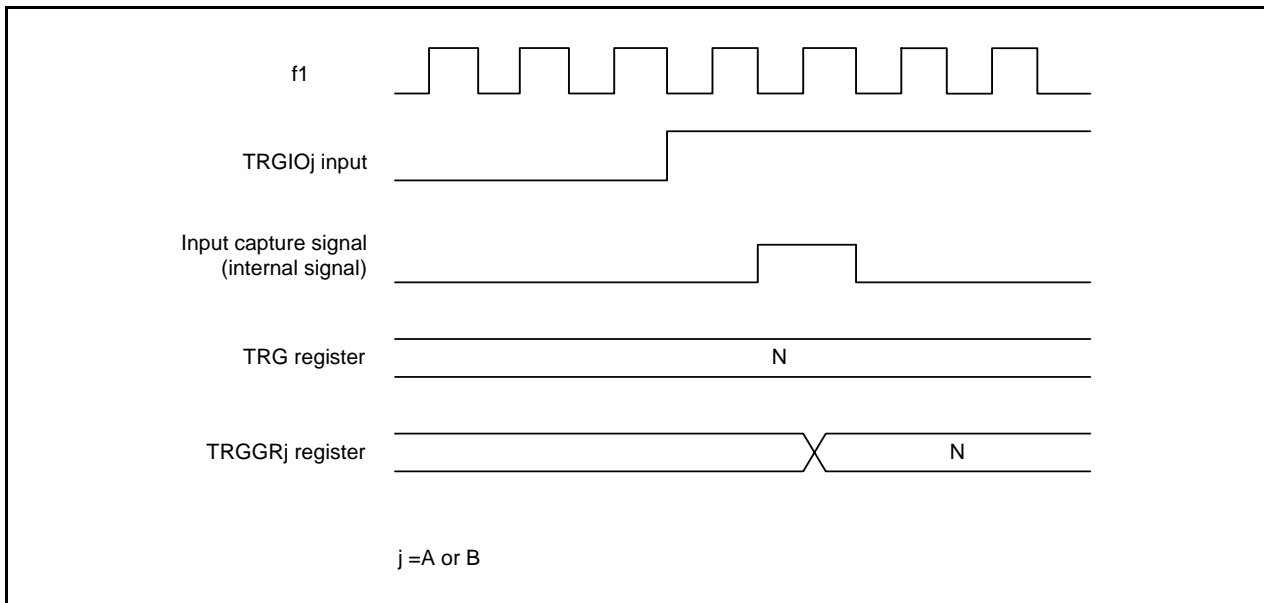 f1
TRGIOj input
Input capture signal
(internal signal)
TRG register
N
TRGGRj register
N
j =A or B